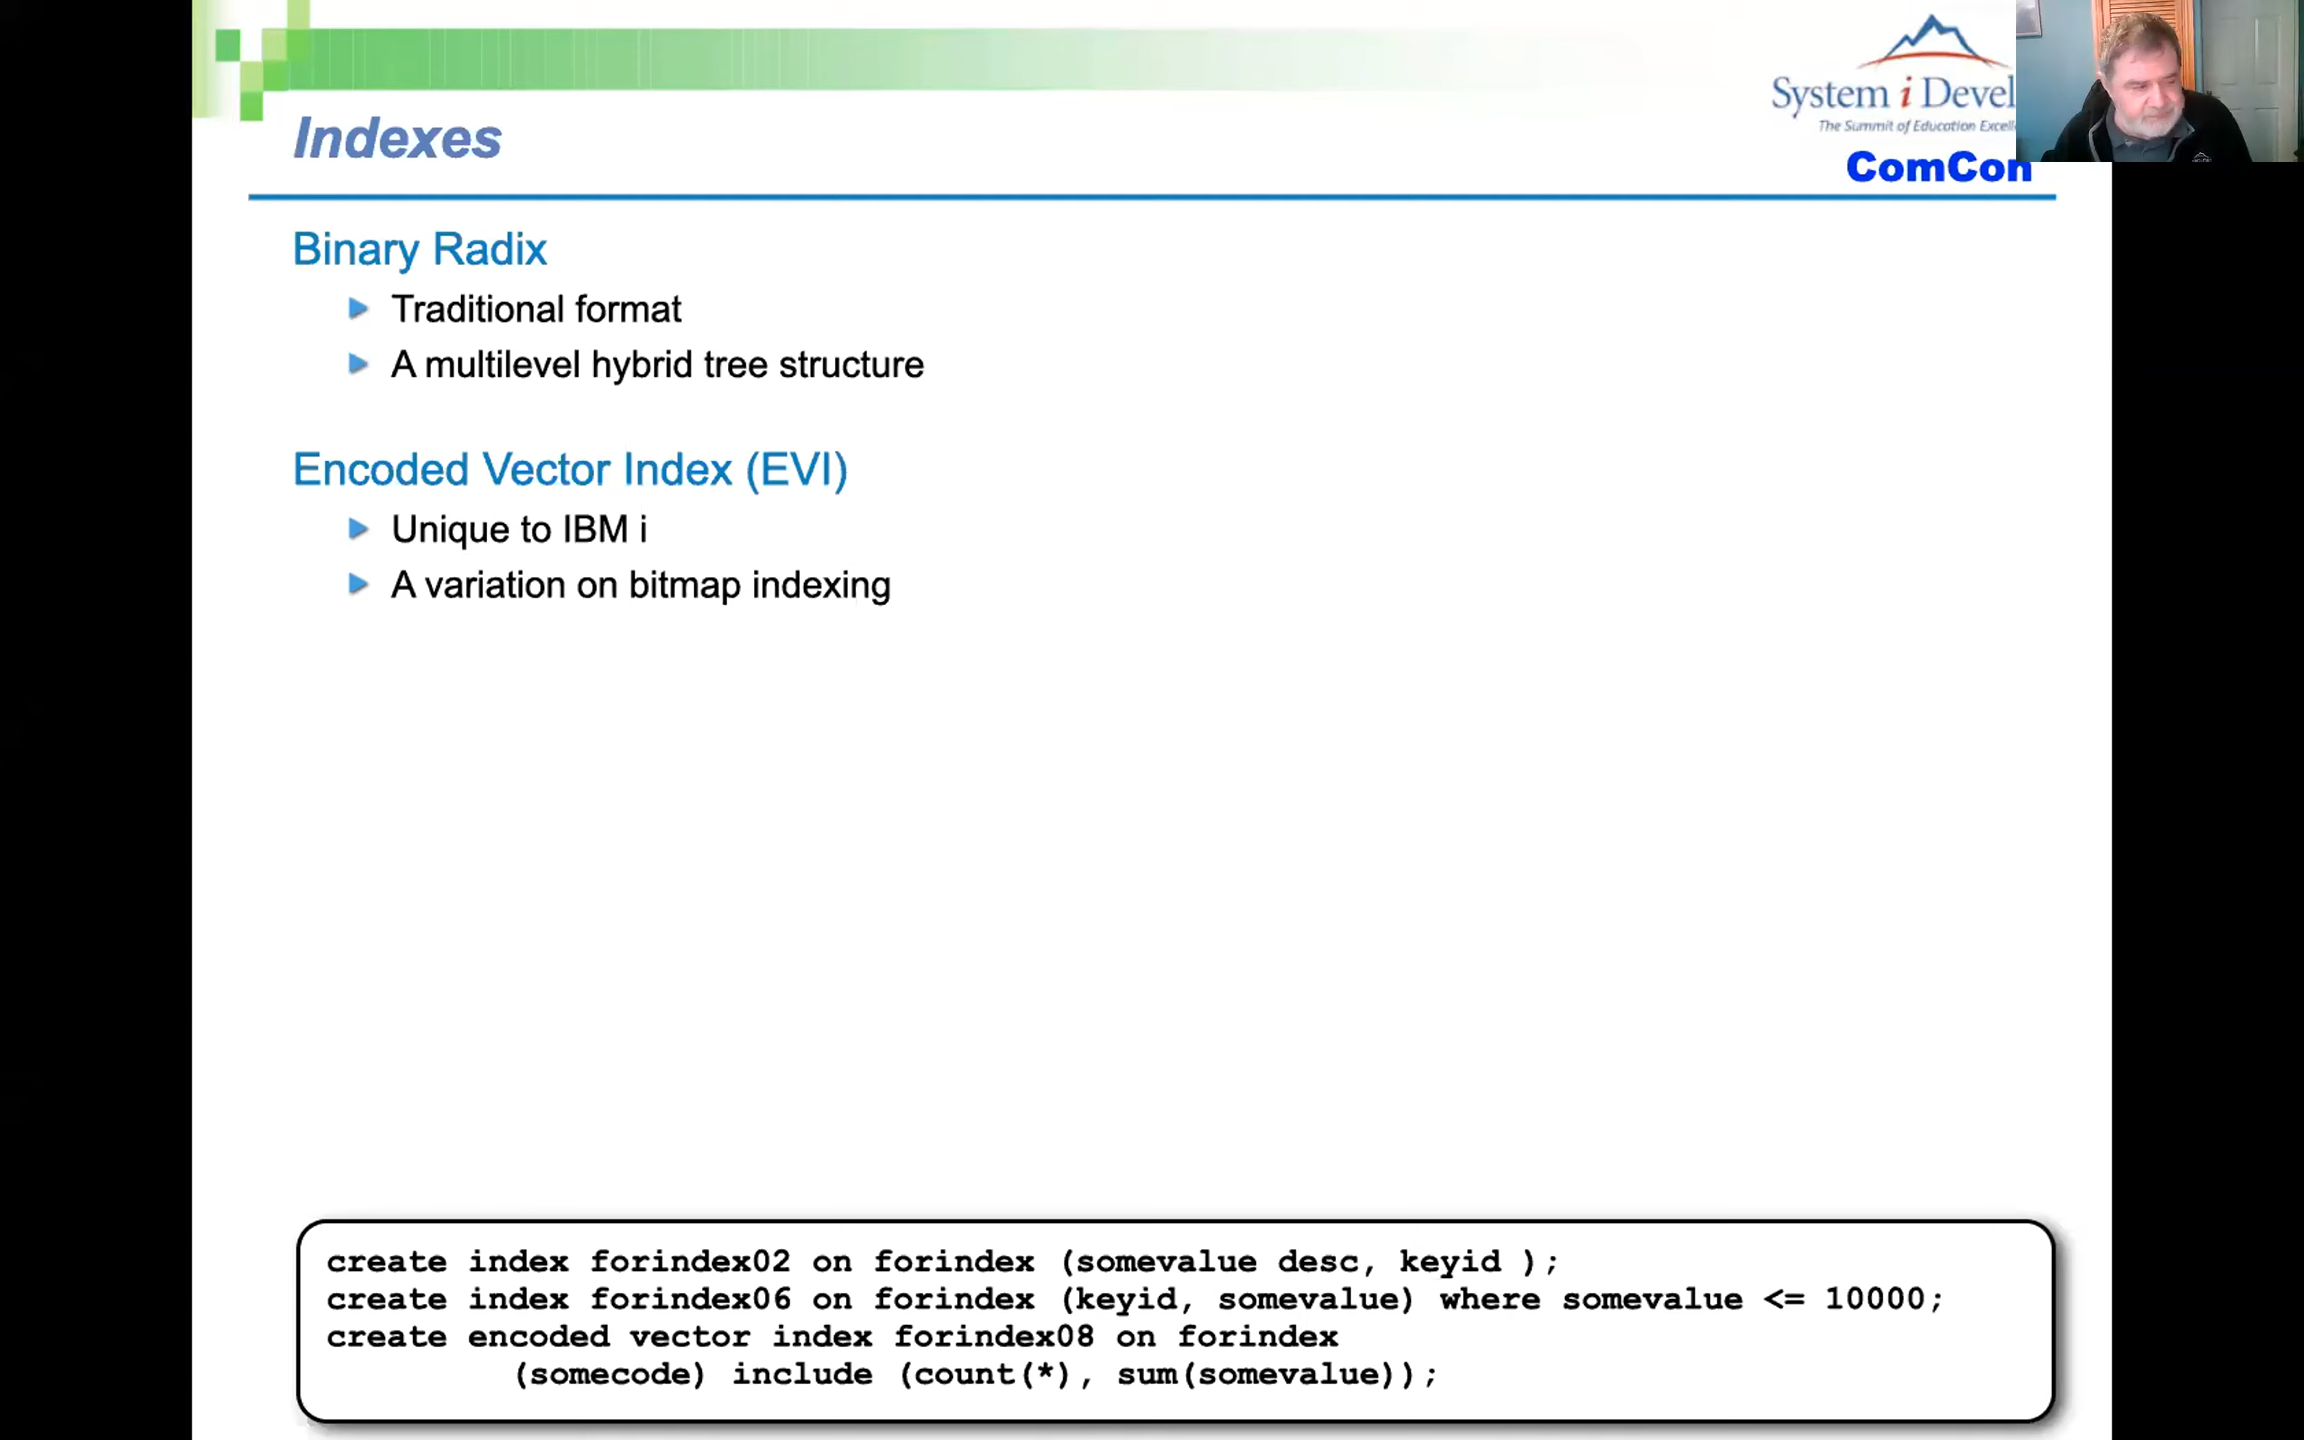 System i Devel
The Summit of Education Excell
ComCon
Indexes
Binary Radix
Traditional format
A multilevel hybrid tree structure
Encoded Vector Index (EVI)
Unique to IBM i
A variation on bitmap indexing
create index forindex02 on forindex (somevalue desc, keyid );
create index forindex06 on forindex (keyid, somevalue) where somevalue <= 10000;
create encoded vector index forindex08 on forindex
(somecode) include (count(*), sum(somevalue));